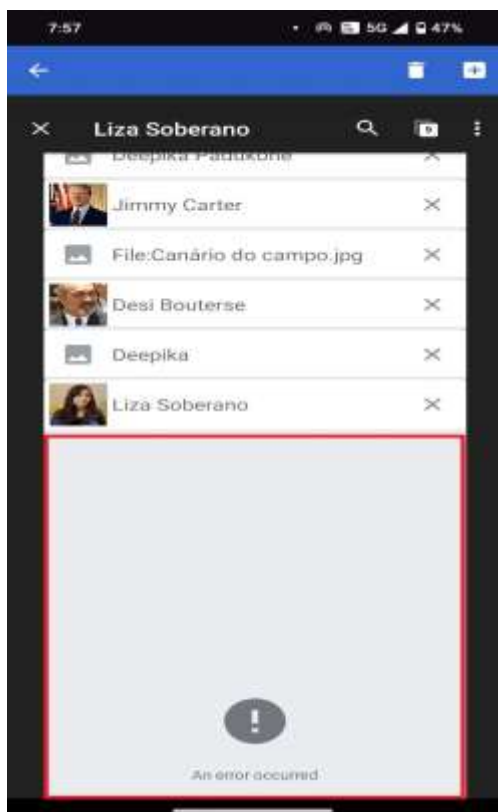 7:57
5G
47%
Liza Soberano
Deepika Padukone
Jimmy Carter
File:Canário do campo.jpg
Desi Bouterse
Deepika
Liza Soberano
An error occurred